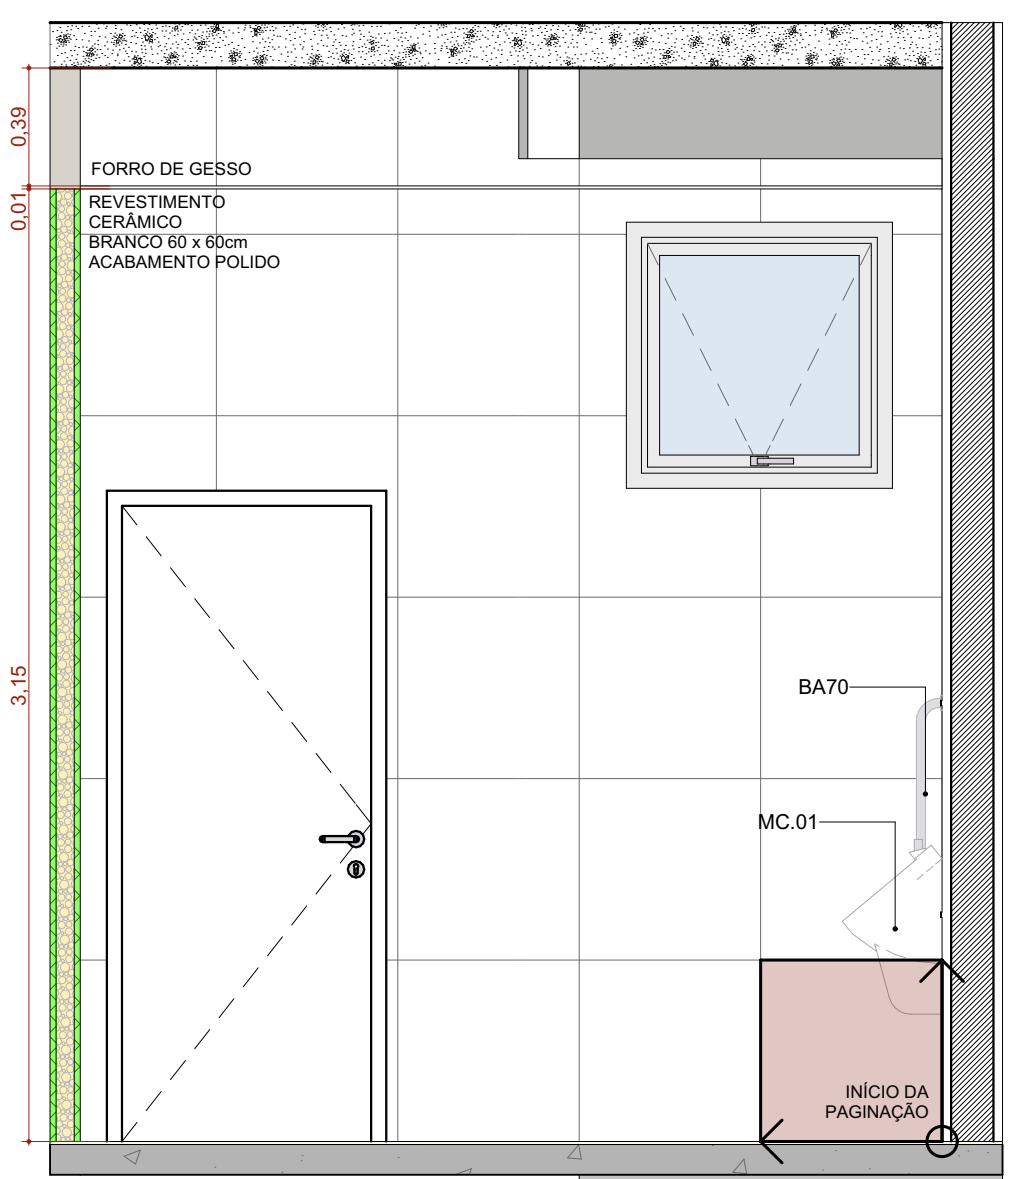 0,39
FORRO DE GESSO
0,01
REVESTIMENTO
CERÂMICO
BRANCO 60 x 60cm
ACABAMENTO POLIDO
3,15
BA70
MC.01
INÍCIO DA
PAGINAÇÃO